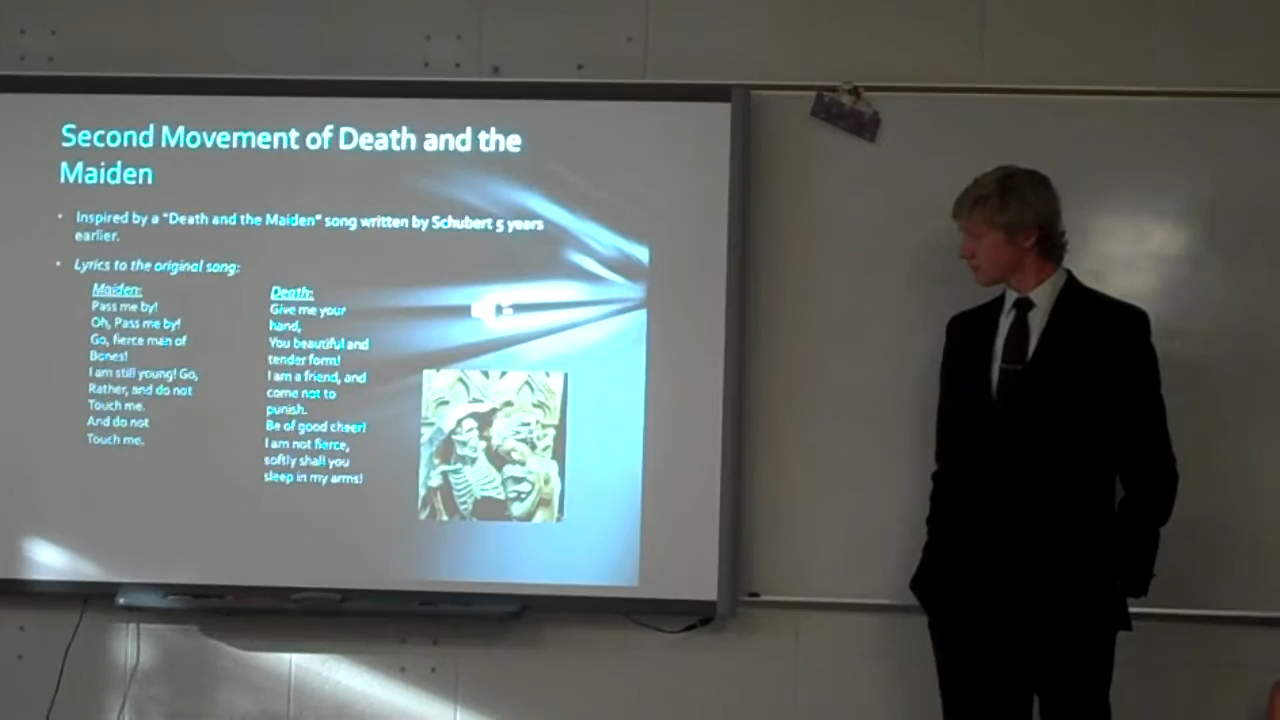 Second Movement of Death and the
Maiden
• Inspired by a "Death and the Maiden" song written by Schubert 5 years
earlier.
• Lyrics to the original song:
Maiden:
Pass me by!
Oh, Pass me by!
Go, fierce man of
Bones!
I am still young! Go,
Rather, and do not
Touch me.
And do not
Touch me.
Death:
Give me your
hand,
You beautiful and
tender form!
I am a friend, and
come not to
punish.
Be of good cheer!
I am not fierce,
softly shall you
sleep in my arms!